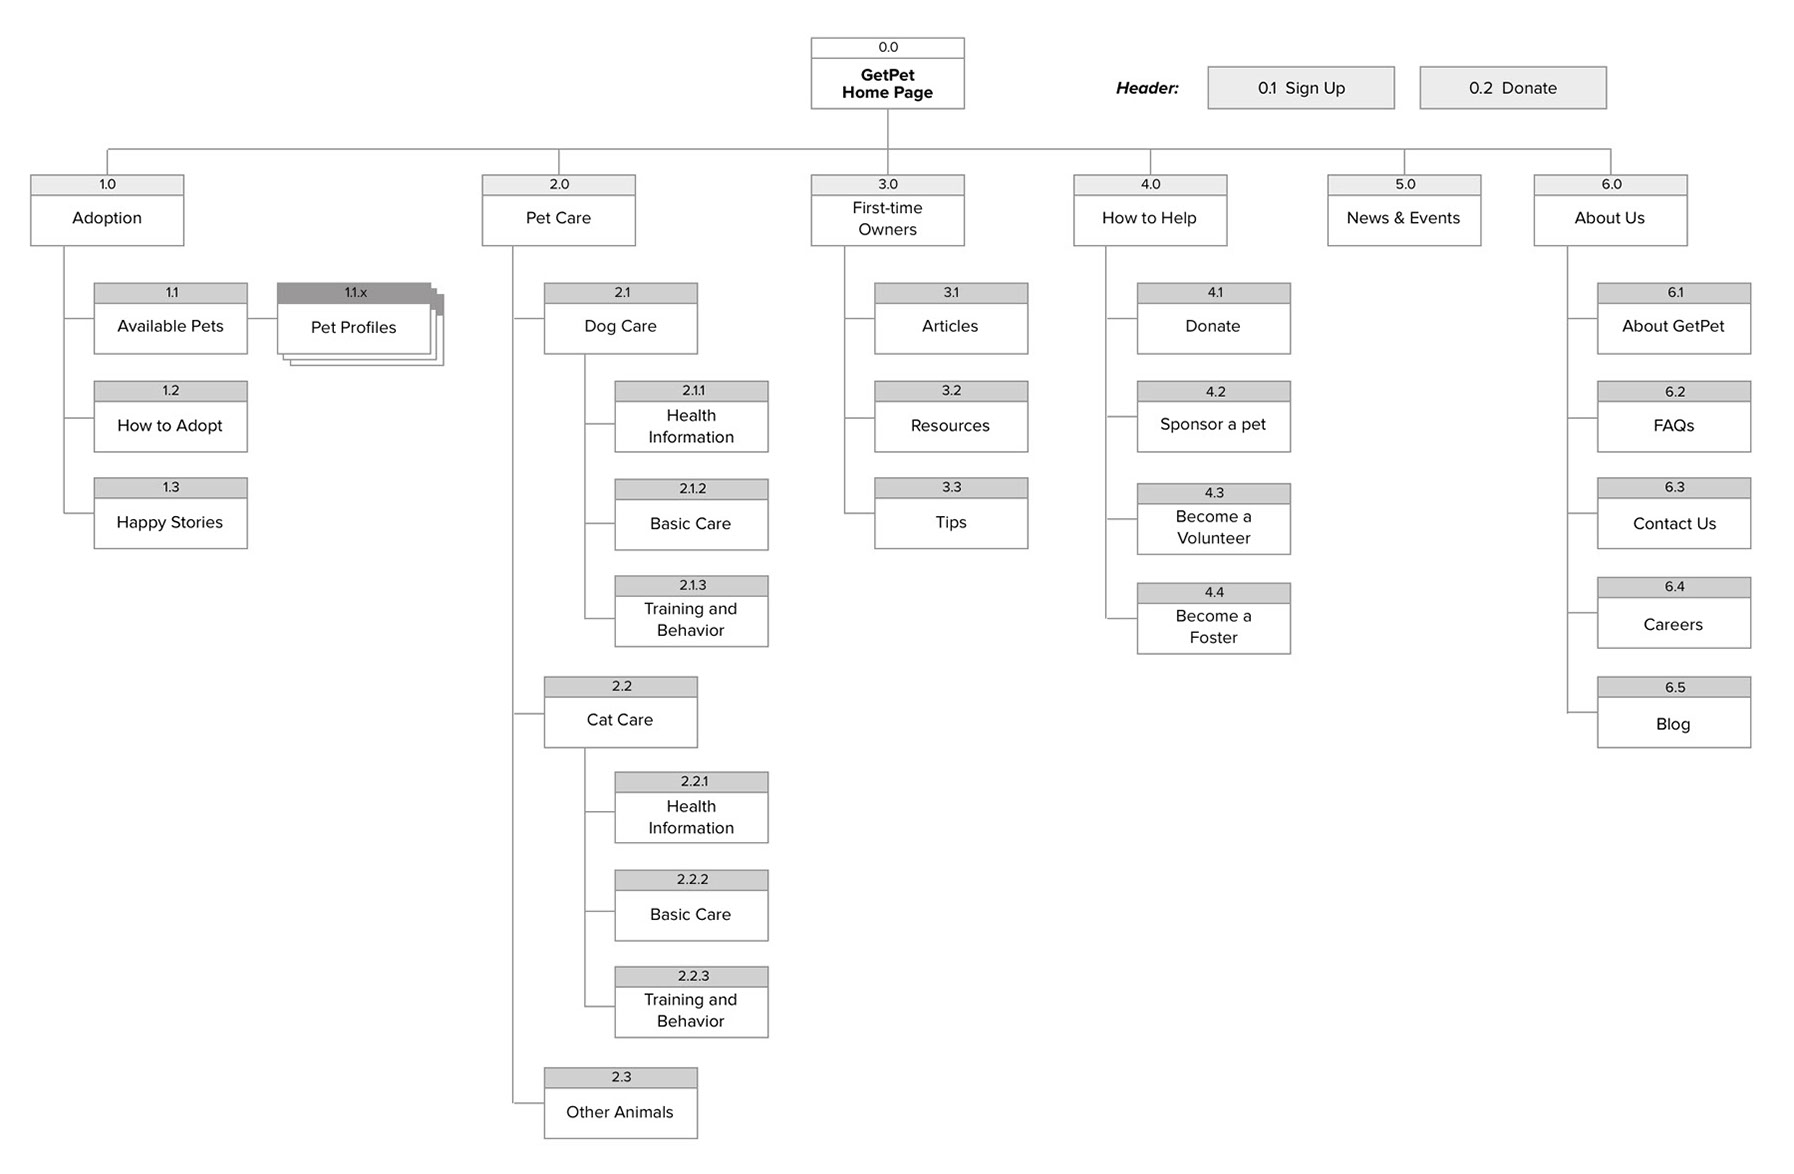 0.0
GetPet
Home Page
Header:
0.1 Sign Up
0.2 Donate
1.0
Adoption
1.1
Available Pets
1.1.x
Pet Profiles
1.2
How to Adopt
1.3
Happy Stories
2.0
Pet Care
2.1
Dog Care
2.1.1
Health
Information
2.1.2
Basic Care
2.1.3
Training and
Behavior
2.2
Cat Care
2.2.1
Health
Information
2.2.2
Basic Care
2.2.3
Training and
Behavior
2.3
Other Animals
3.0
First-time
Owners
3.1
Articles
3.2
Resources
3.3
Tips
4.0
How to Help
4.1
Donate
4.2
Sponsor a pet
4.3
Become a
Volunteer
4.4
Become a
Foster
5.0
News & Events
6.0
About Us
6.1
About GetPet
6.2
FAQs
6.3
Contact Us
6.4
Careers
6.5
Blog